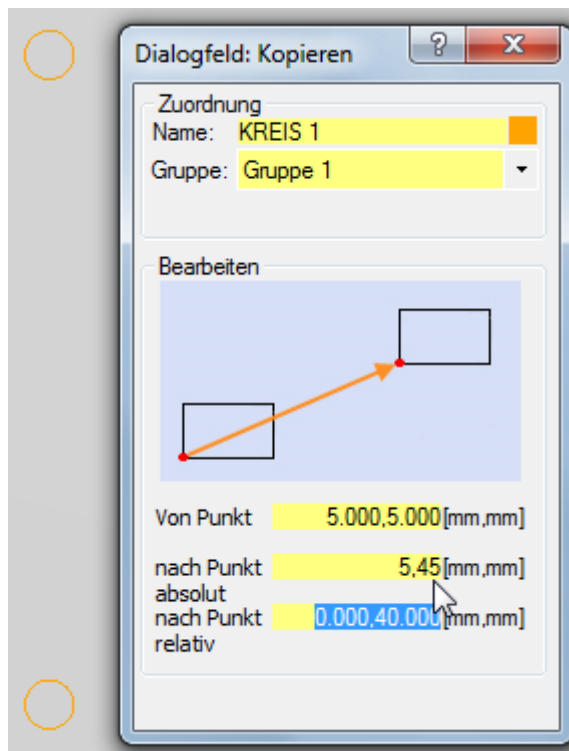 Dialogfeld: Kopieren
?
x
Zuordnung
Name: KREIS 1
Gruppe: Gruppe 1
Bearbeiten
Von Punkt 5.000,5.000[mm,mm]
nach Punkt absolut 5,45[mm,mm]
nach Punkt relativ 0.000,40.000[mm,mm]